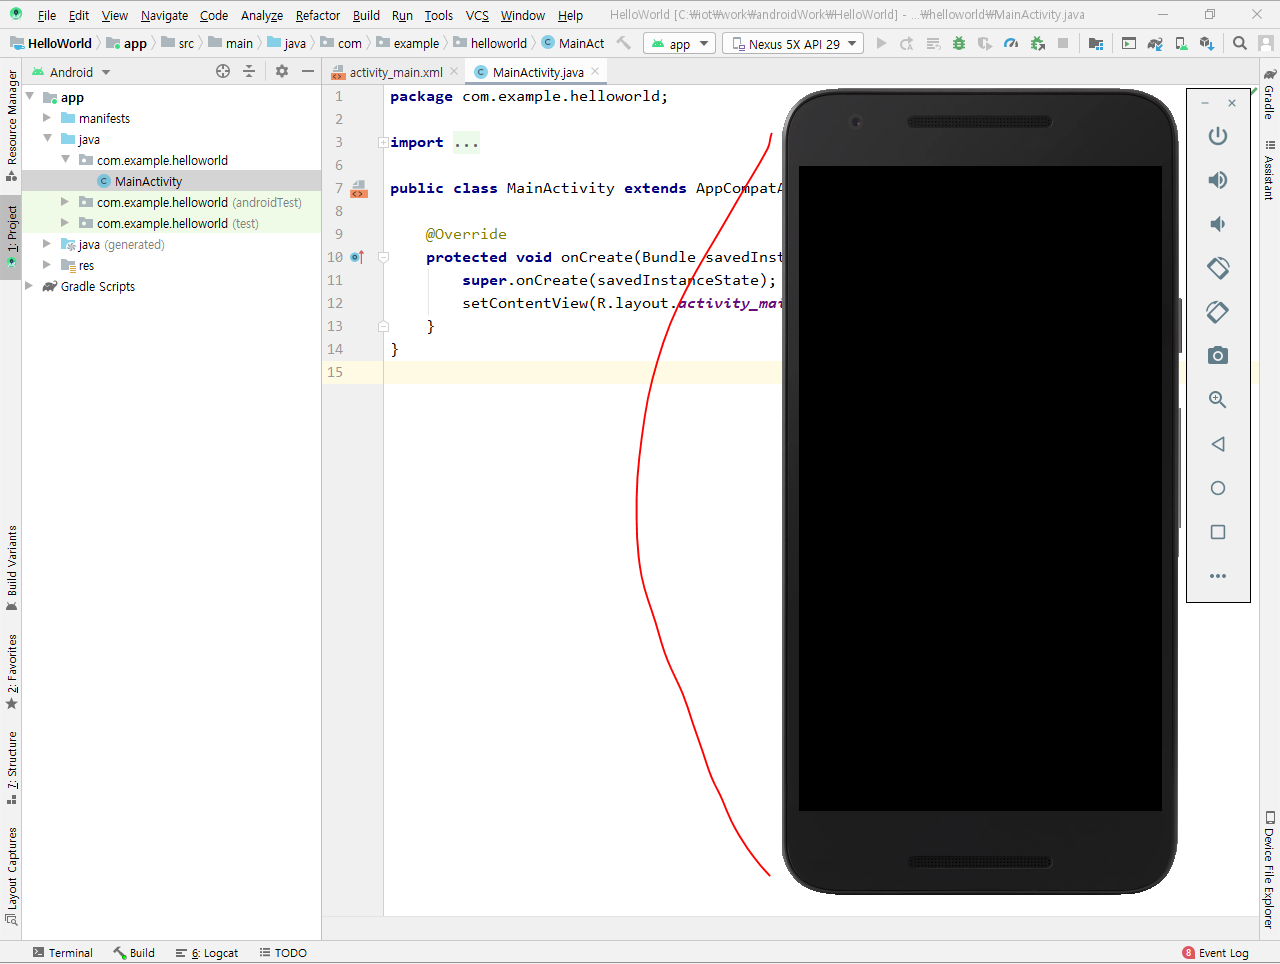 File Edit View Navigate Code Analyze Refactor Build Run Tools VCS Window Help HelloWorld [C:₩iot₩work₩androidWork₩HelloWorld] - ...₩helloworld₩MainActivity.java
HelloWorld app src main java com example helloworld MainAct app Nexus 5X API 29
Android
activity_main.xml MainActivity.java
app
manifests
java
com.example.helloworld
MainActivity
com.example.helloworld (androidTest)
com.example.helloworld (test)
java (generated)
res
Gradle Scripts
1 package com.example.helloworld;
2
3 import ...
6
7 public class MainActivity extends AppCompatA
8
9 @Override
10 protected void onCreate(Bundle savedInst
11 super.onCreate(savedInstanceState);
12 setContentView(R.layout.activity_mai
13 }
14 }
15
Resource Manager
1: Project
Build Variants
2: Favorites
7: Structure
Layout Captures
Gradle
Assistant
Device File Explorer
Terminal Build 6: Logcat TODO 8 Event Log